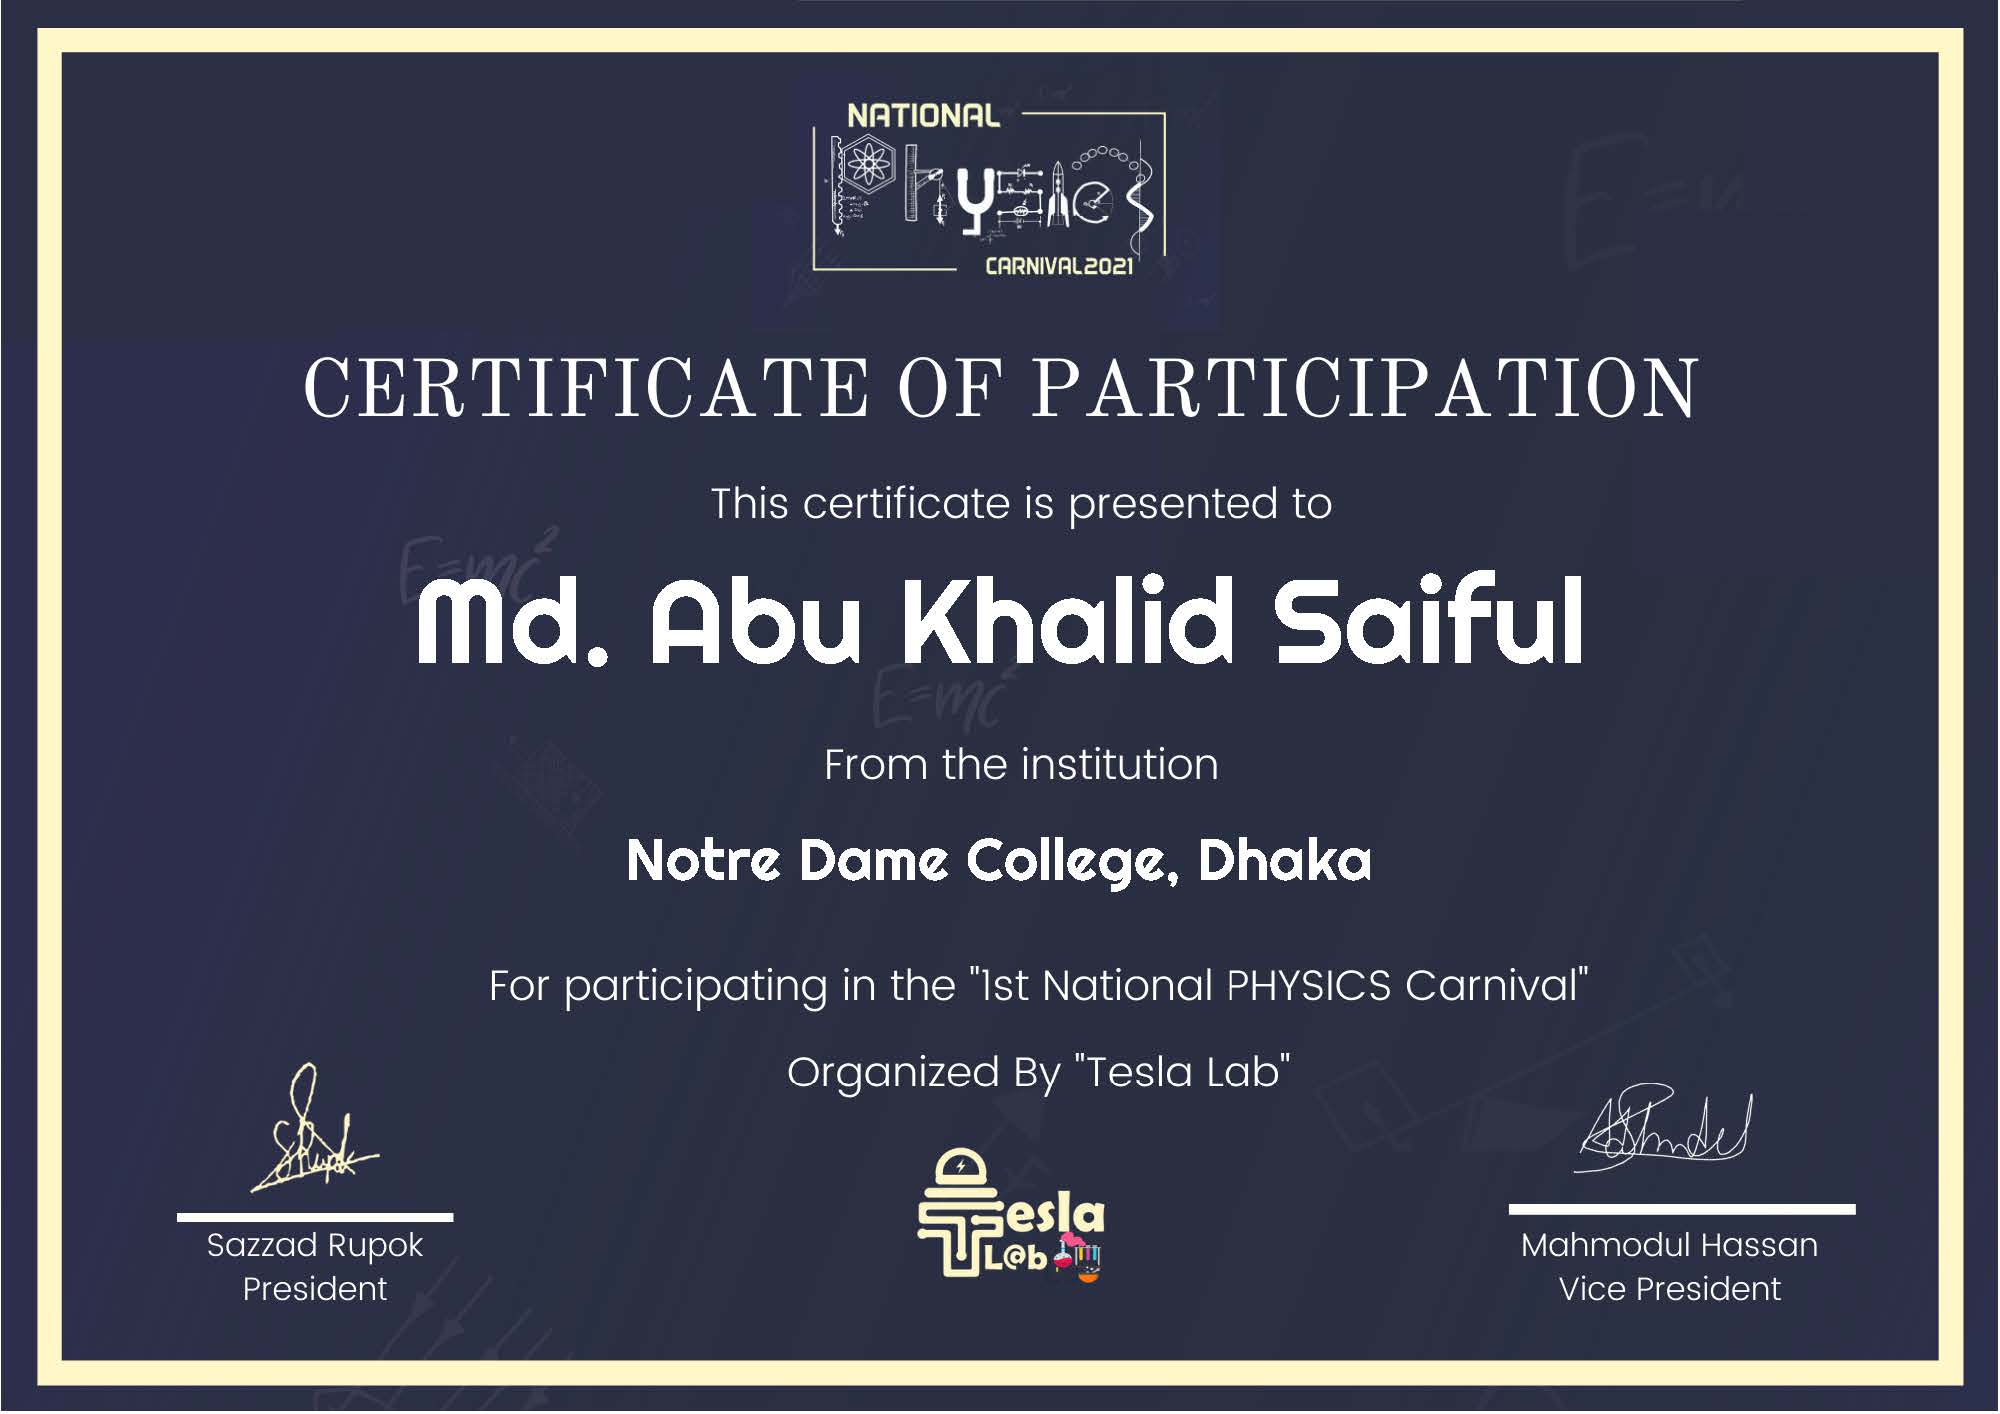 NATIONAL
Physics
CARNIVAL2021
CERTIFICATE OF PARTICIPATION
This certificate is presented to
E=mc²
Md. Abu Khalid Saiful
E=mc²
From the institution
Notre Dame College, Dhaka
For participating in the "1st National PHYSICS Carnival"
Organized By "Tesla Lab"
Tesla
L@b
Sazzad Rupok
President
Mahmodul Hassan
Vice President